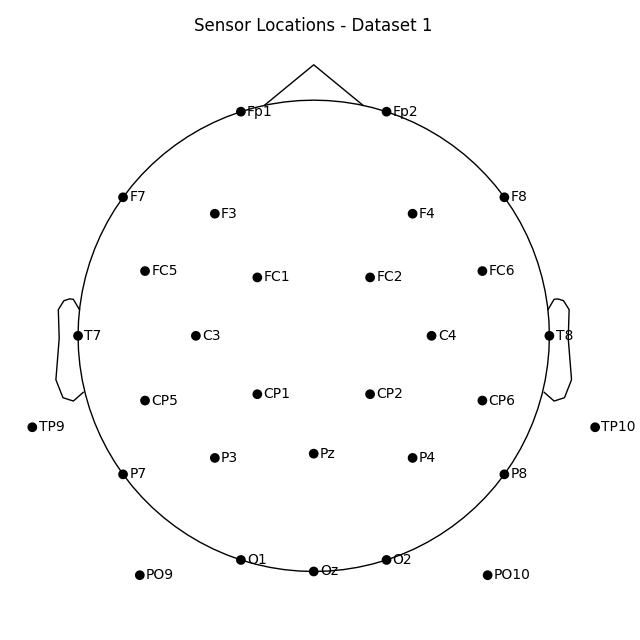 Sensor Locations - Dataset 1
Fp1 Fp2
F7 F8
F3 F4
FC5 FC6
FC1 FC2
T7 C3 C4 T8
CP1 CP2
CP5 CP6
TP9 TP10
Pz
P3 P4
P7 P8
O1 O2
Oz
PO9 PO10